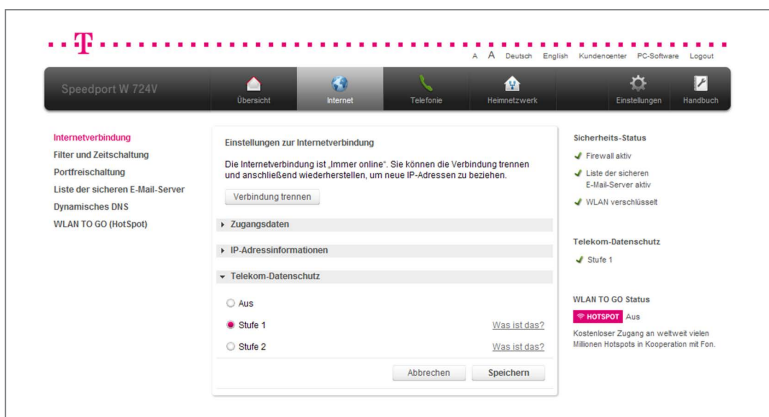 T
A A Deutsch English Kundencenter PC-Software Logout
Speedport W 724V
Übersicht Internet Telefonie Heimnetzwerk Einstellungen Handbuch
Internetverbindung
Filter und Zeitschaltung
Portfreischaltung
Liste der sicheren E-Mail-Server
Dynamisches DNS
WLAN TO GO (HotSpot)
Einstellungen zur Internetverbindung
Die Internetverbindung ist „Immer online“. Sie können die Verbindung trennen
und anschließend wiederherstellen, um neue IP-Adressen zu beziehen.
Verbindung trennen
Zugangsdaten
IP-Adressinformationen
Telekom-Datenschutz
Aus
Stufe 1 Was ist das?
Stufe 2 Was ist das?
Abbrechen Speichern
Sicherheits-Status
Firewall aktiv
Liste der sicheren
E-Mail-Server aktiv
WLAN verschlüsselt
Telekom-Datenschutz
Stufe 1
WLAN TO GO Status
HOTSPOT Aus
Kostenloser Zugang an weltweit vielen
Millionen Hotspots in Kooperation mit Fon.